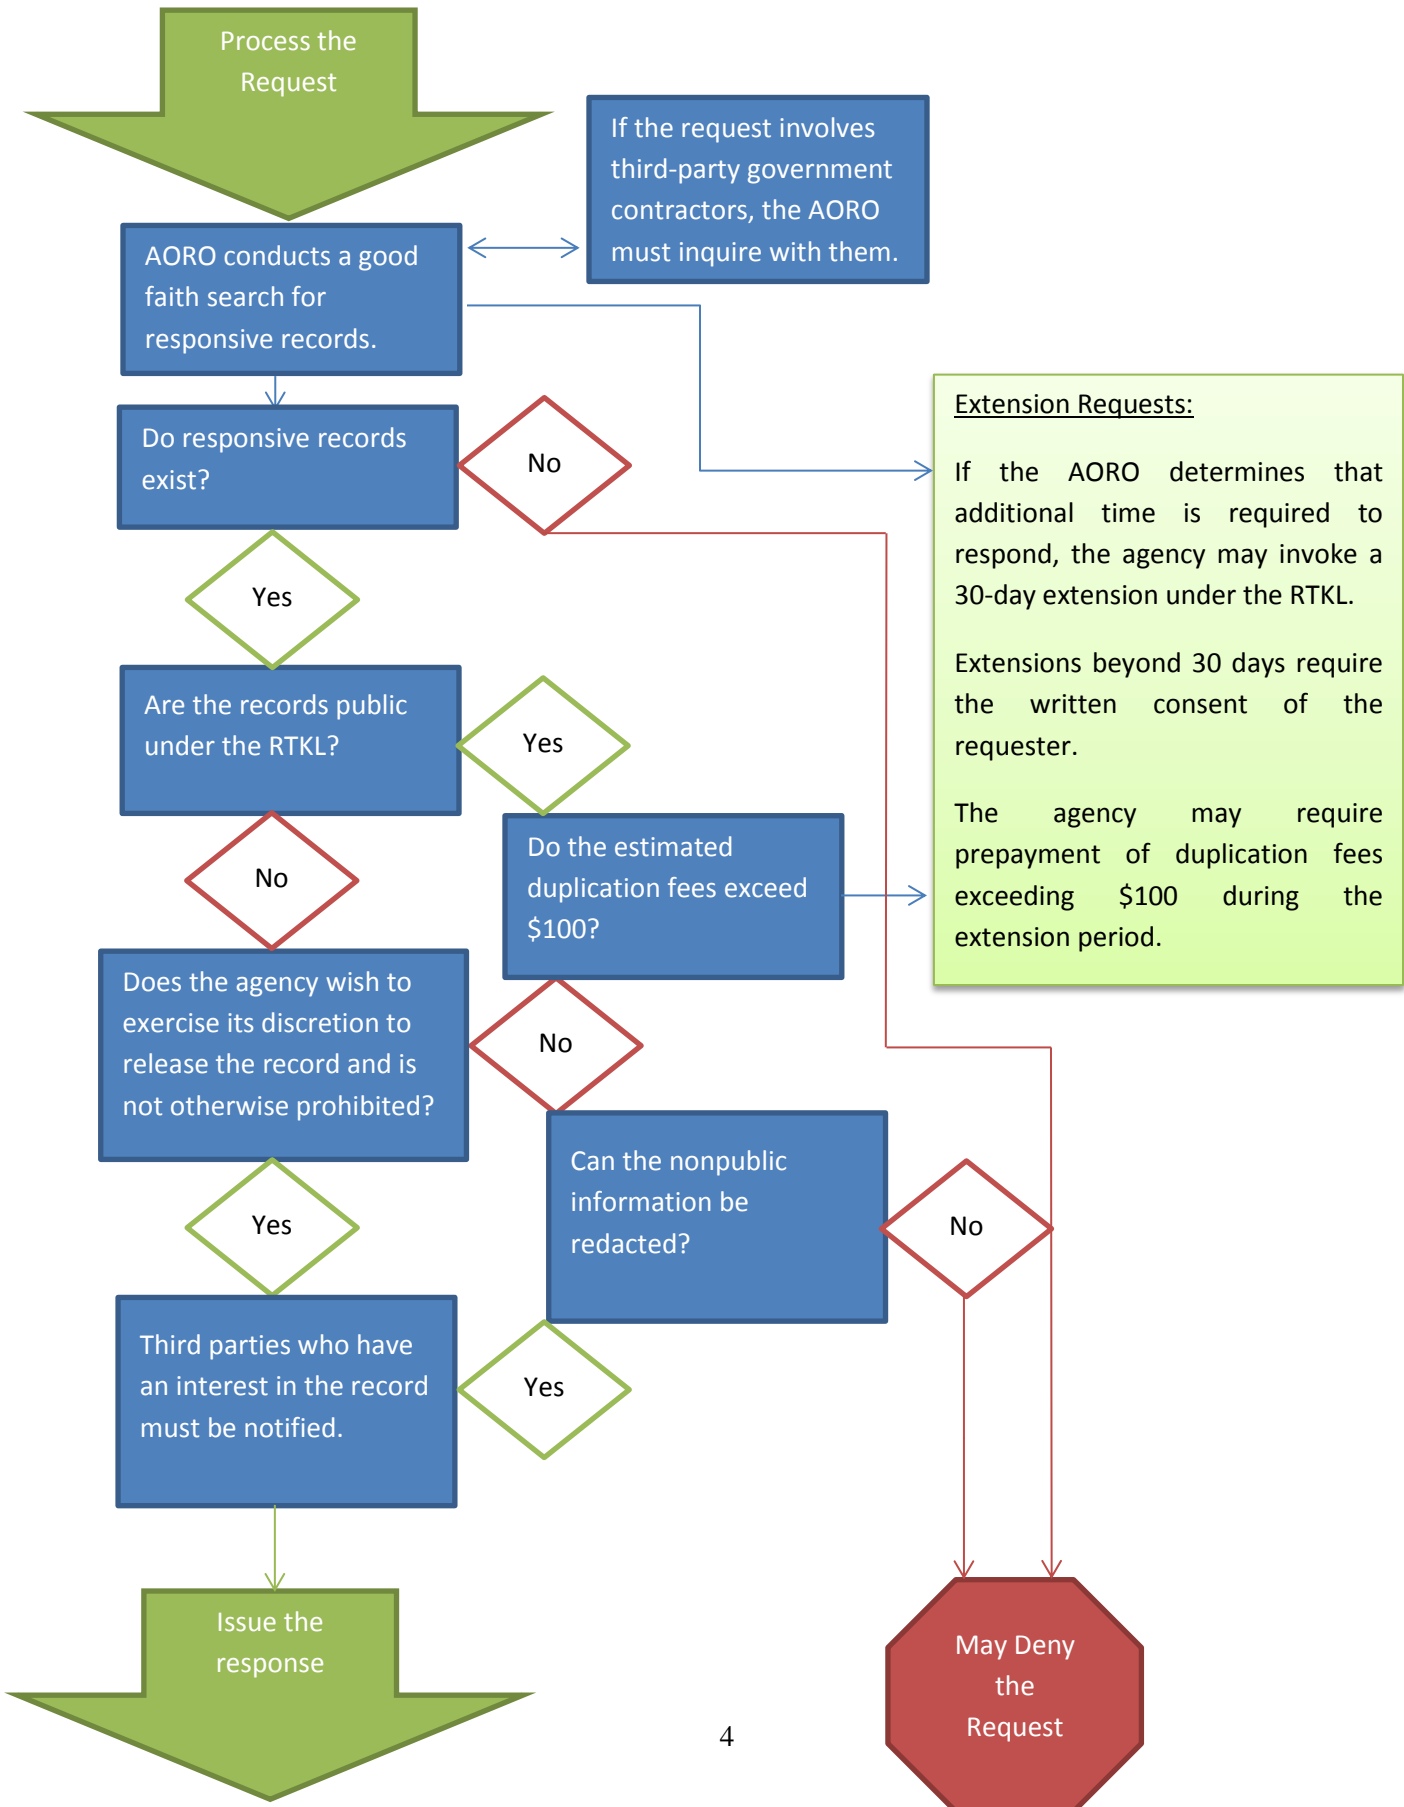 Process the
Request
If the request involves
third-party government
contractors, the AORO
must inquire with them.
AORO conducts a good
faith search for
responsive records.
Do responsive records
exist?
No
Extension Requests:
If the AORO determines that
additional time is required to
respond, the agency may invoke a
30-day extension under the RTKL.
Extensions beyond 30 days require
the written consent of the
requester.
The agency may require
prepayment of duplication fees
exceeding $100 during the
extension period.
Yes
Are the records public
under the RTKL?
Yes
No
Do the estimated
duplication fees exceed
$100?
Does the agency wish to
exercise its discretion to
release the record and is
not otherwise prohibited?
No
Can the nonpublic
information be
redacted?
No
Yes
Third parties who have
an interest in the record
must be notified.
Yes
Issue the
response
May Deny
the
Request
4